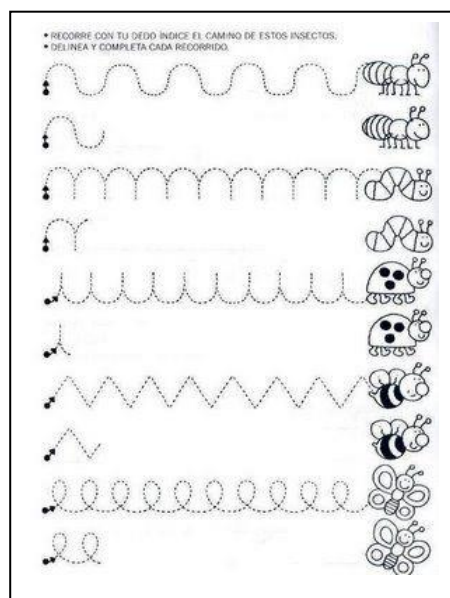 * RECORRE CON TU DEDO ÍNDICE EL CAMINO DE ESTOS INSECTOS.
* DELINEA Y COMPLETA CADA RECORRIDO.